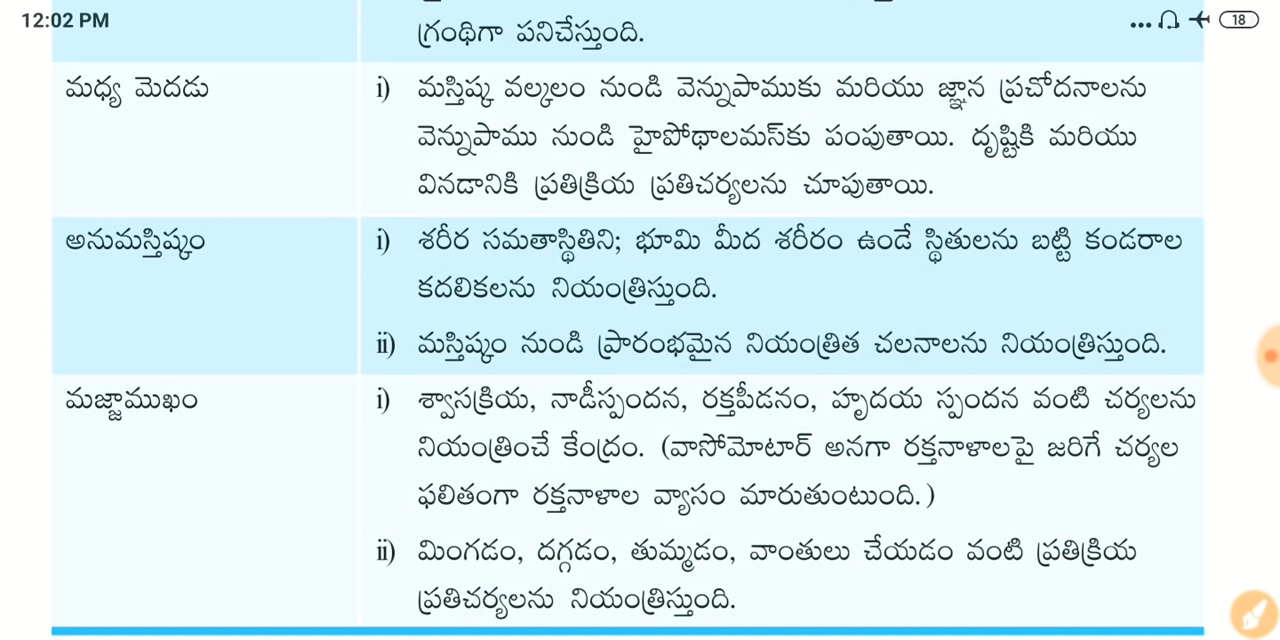 12:02 PM
18
గ్రంథిగా పనిచేస్తుంది.
మధ్య మెదడు
i) మస్తిష్క వల్కలం నుండి వెన్నుపాముకు మరియు జ్ఞాన ప్రచోదనాలను
వెన్నుపాము నుండి హైపోథాలమస్‌కు పంపుతాయి. దృష్టికి మరియు
వినడానికి ప్రతిక్రియ ప్రతిచర్యలను చూపుతాయి.
అనుమస్తిష్కం
i) శరీర సమతాస్థితిని; భూమి మీద శరీరం ఉండే స్థితులను బట్టి కండరాల
కదలికలను నియంత్రిస్తుంది.
ii) మస్తిష్కం నుండి ప్రారంభమైన నియంత్రిత చలనాలను నియంత్రిస్తుంది.
మజ్జాముఖం
i) శ్వాసక్రియ, నాడీస్పందన, రక్తపీడనం, హృదయ స్పందన వంటి చర్యలను
నియంత్రించే కేంద్రం. (వాసోమోటార్ అనగా రక్తనాళాలపై జరిగే చర్యల
ఫలితంగా రక్తనాళాల వ్యాసం మారుతుంటుంది.)
ii) మింగడం, దగ్గడం, తుమ్మడం, వాంతులు చేయడం వంటి ప్రతిక్రియ
ప్రతిచర్యలను నియంత్రిస్తుంది.